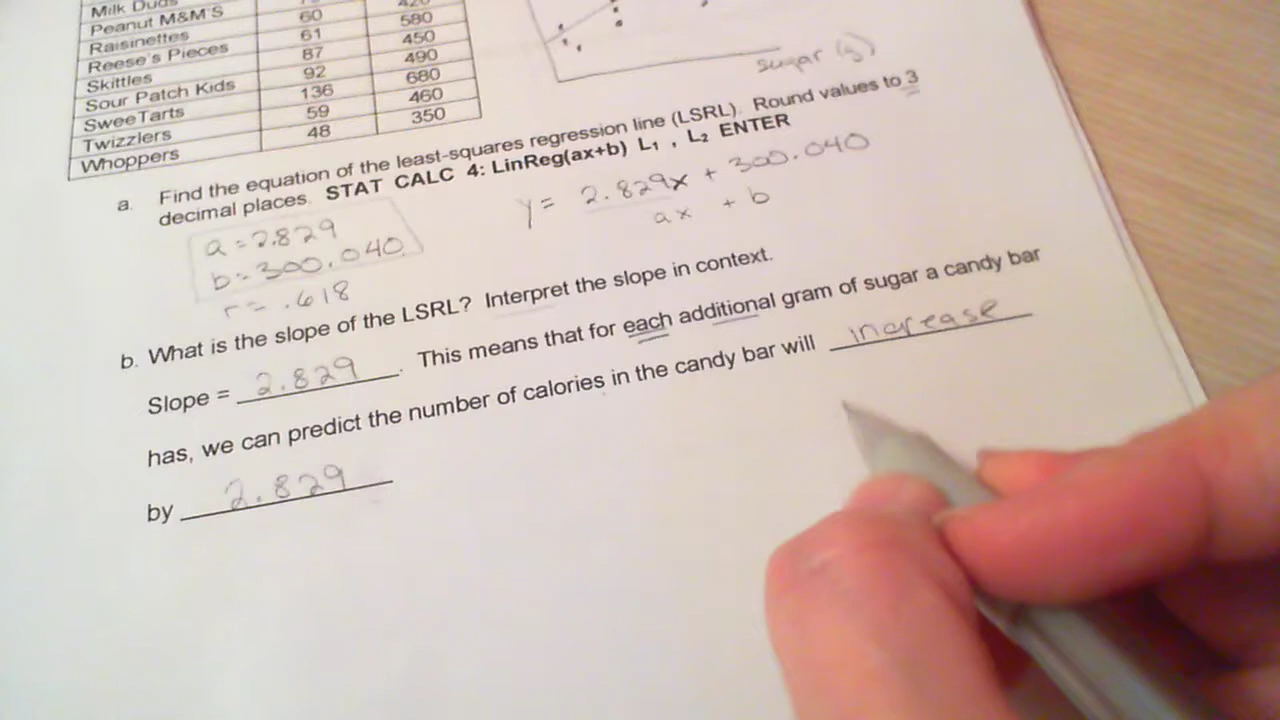 Milk Duds 420
Peanut M&M'S 60 580
Raisinettes 61 450
Reese's Pieces 87 490
Skittles 92 680
Sour Patch Kids 136 460
SweeTarts 59 350
Twizzlers 48
Whoppers
sugar (g)
a. Find the equation of the least-squares regression line (LSRL). Round values to 3
decimal places. STAT CALC 4: LinReg(ax+b) L₁ , L₂ ENTER
a = 2.829
b = 300.040
r = .618
y = 2.829x + 300.040
ax + b
b. What is the slope of the LSRL? Interpret the slope in context.
Slope = 2.829. This means that for each additional gram of sugar a candy bar
has, we can predict the number of calories in the candy bar will increase
by 2.829